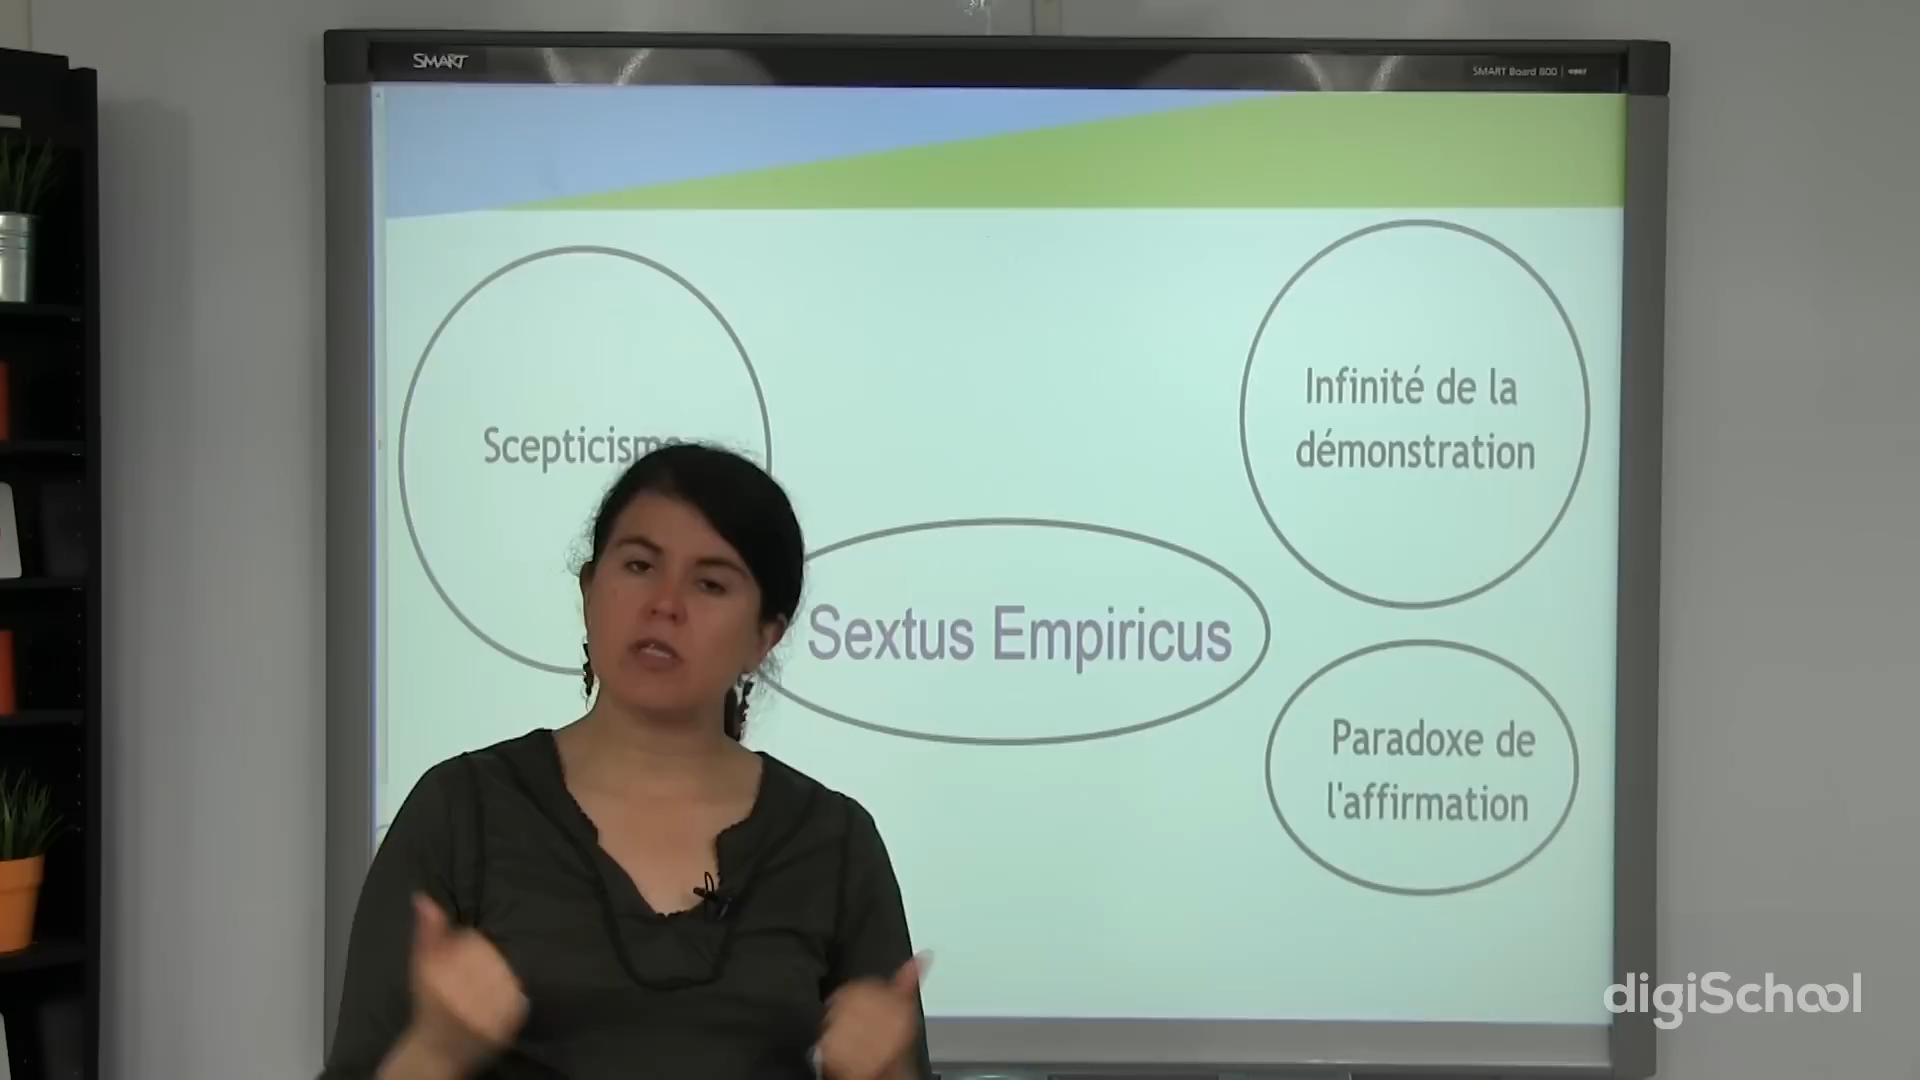 SMART
SMART Board 800
Infinité de la
démonstration
Sextus Empiricus
Paradoxe de
l'affirmation
digiSchool